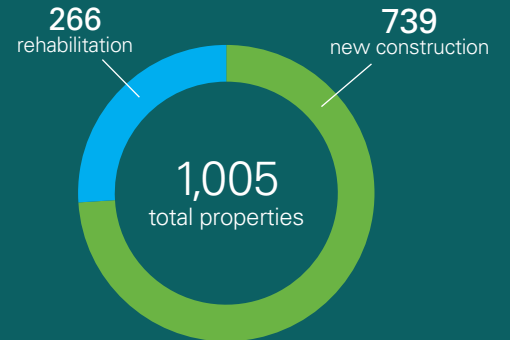 266
rehabilitation
739
new construction
1,005
total properties